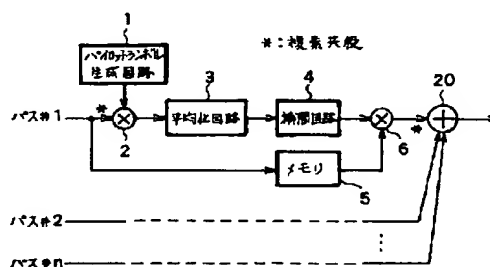 1
*：複素共役
パイロットシンボル
生成回路
3
4
20
パス#1
*
平均化回路
補間回路
*
2
6
メモリ
5
パス#2
パス#n